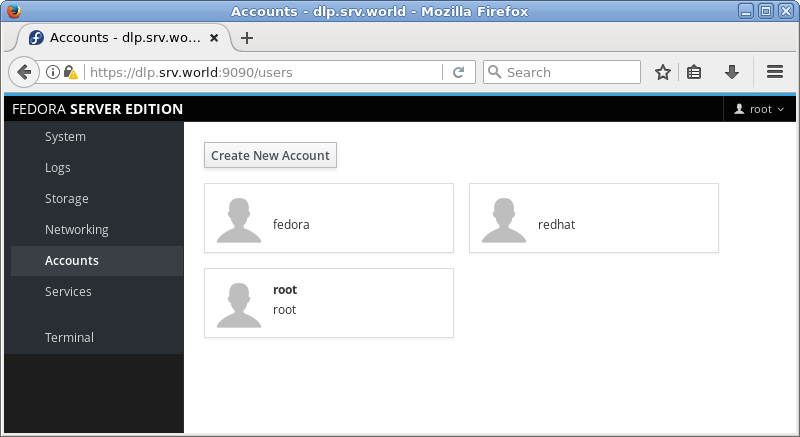 Accounts - dlp.srv.world - Mozilla Firefox
Accounts - dlp.srv.wo...
https://dlp.srv.world:9090/users
Search
FEDORA SERVER EDITION
root
System
Logs
Storage
Networking
Accounts
Services
Terminal
Create New Account
fedora
redhat
root
root